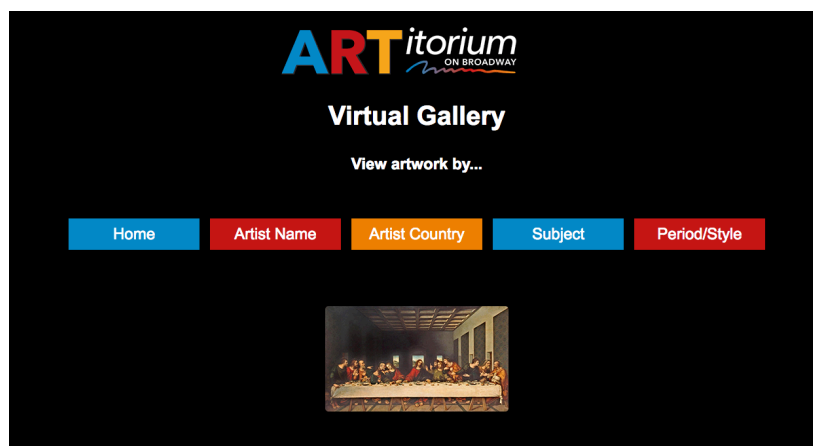 ARTitorium
ON BROADWAY
Virtual Gallery
View artwork by...
Home Artist Name Artist Country Subject Period/Style